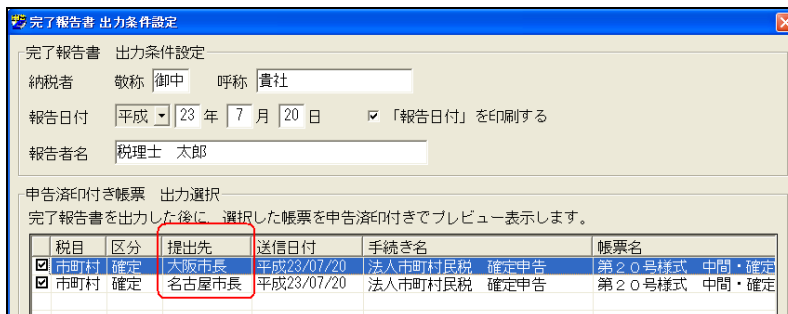 完了報告書 出力条件設定
完了報告書 出力条件設定
納税者 敬称 御中 呼称 貴社
報告日付 平成 23 年 7 月 20 日 「報告日付」を印刷する
報告者名 税理士 太郎
申告済印付き帳票 出力選択
完了報告書を出力した後に、選択した帳票を申告済印付きでプレビュー表示します。
税目 区分 提出先 送信日付 手続き名 帳票名
市町村 確定 大阪市長 平成23/07/20 法人市町村民税 確定申告 第20号様式 中間・確定
市町村 確定 名古屋市長 平成23/07/20 法人市町村民税 確定申告 第20号様式 中間・確定